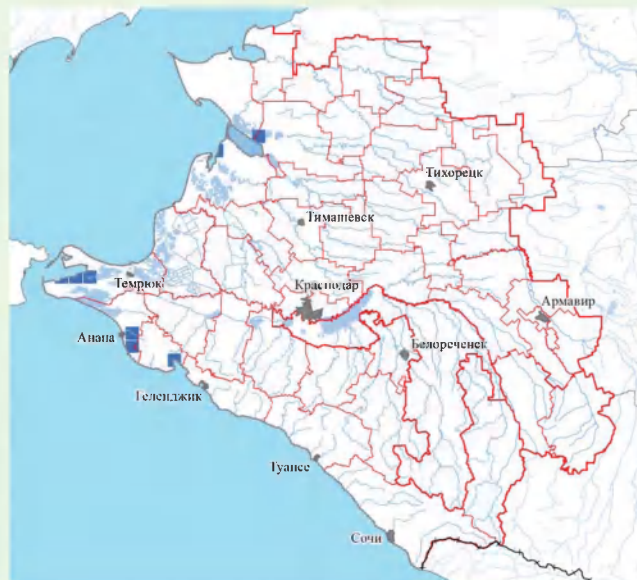 Тихорецк
Тимашевск
Темрюк
Краснодар
Армавир
Анапа
Белореченск
Геленджик
Туапсе
Сочи